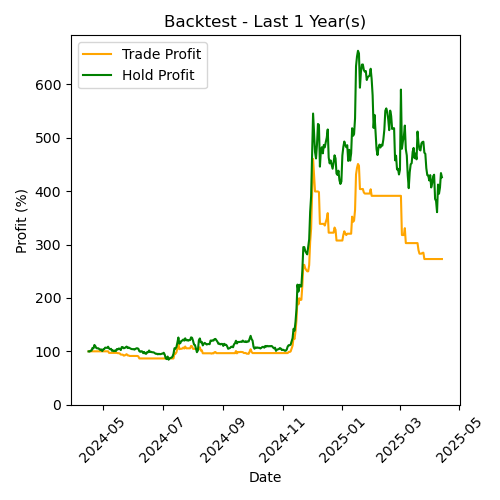 Backtest - Last 1 Year(s)
Trade Profit
Hold Profit
Profit (%)
600
500
400
300
200
100
0
2024-05
2024-07
2024-09
2024-11
2025-01
2025-03
2025-05
Date